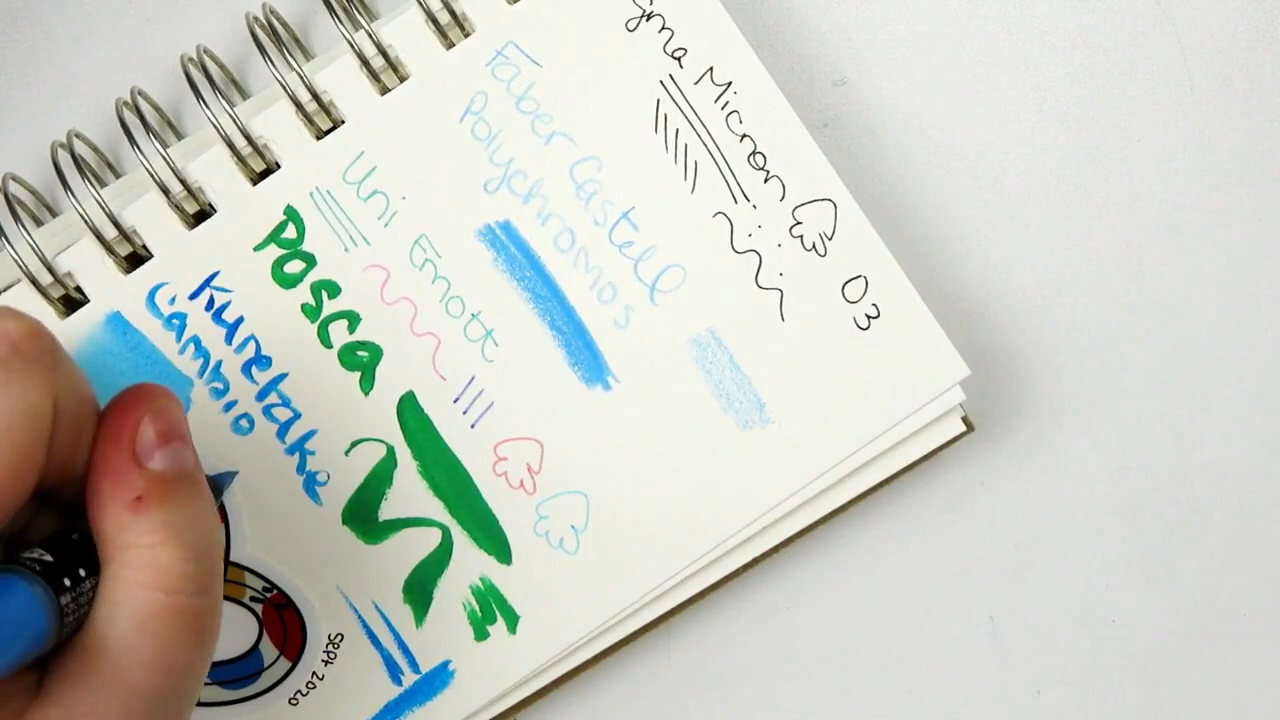 Micron 03
Faber Castell
Polychromos
Uni Emott
POSCA
Kuretake
Cambio
Sept 2020